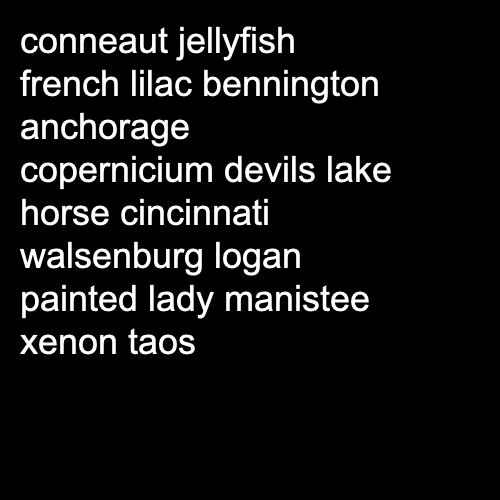 conneaut jellyfish
french lilac bennington
anchorage
copernicium devils lake
horse cincinnati
walsenburg logan
painted lady manistee
xenon taos